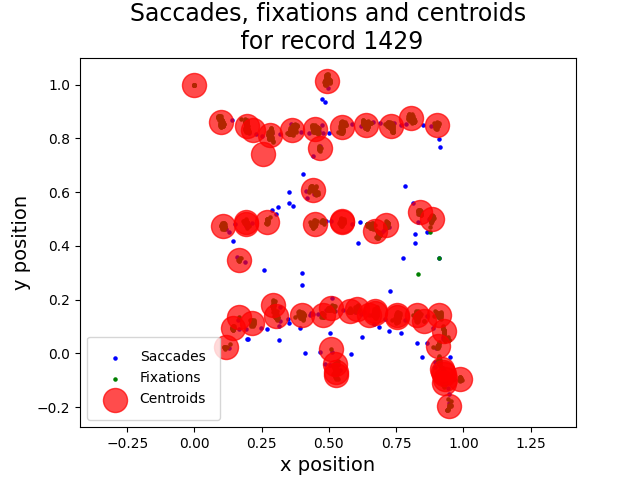 Saccades, fixations and centroids
for record 1429
y position
1.0
0.8
0.6
0.4
0.2
0.0
−0.2
Saccades
Fixations
Centroids
−0.25 0.00 0.25 0.50 0.75 1.00 1.25
x position